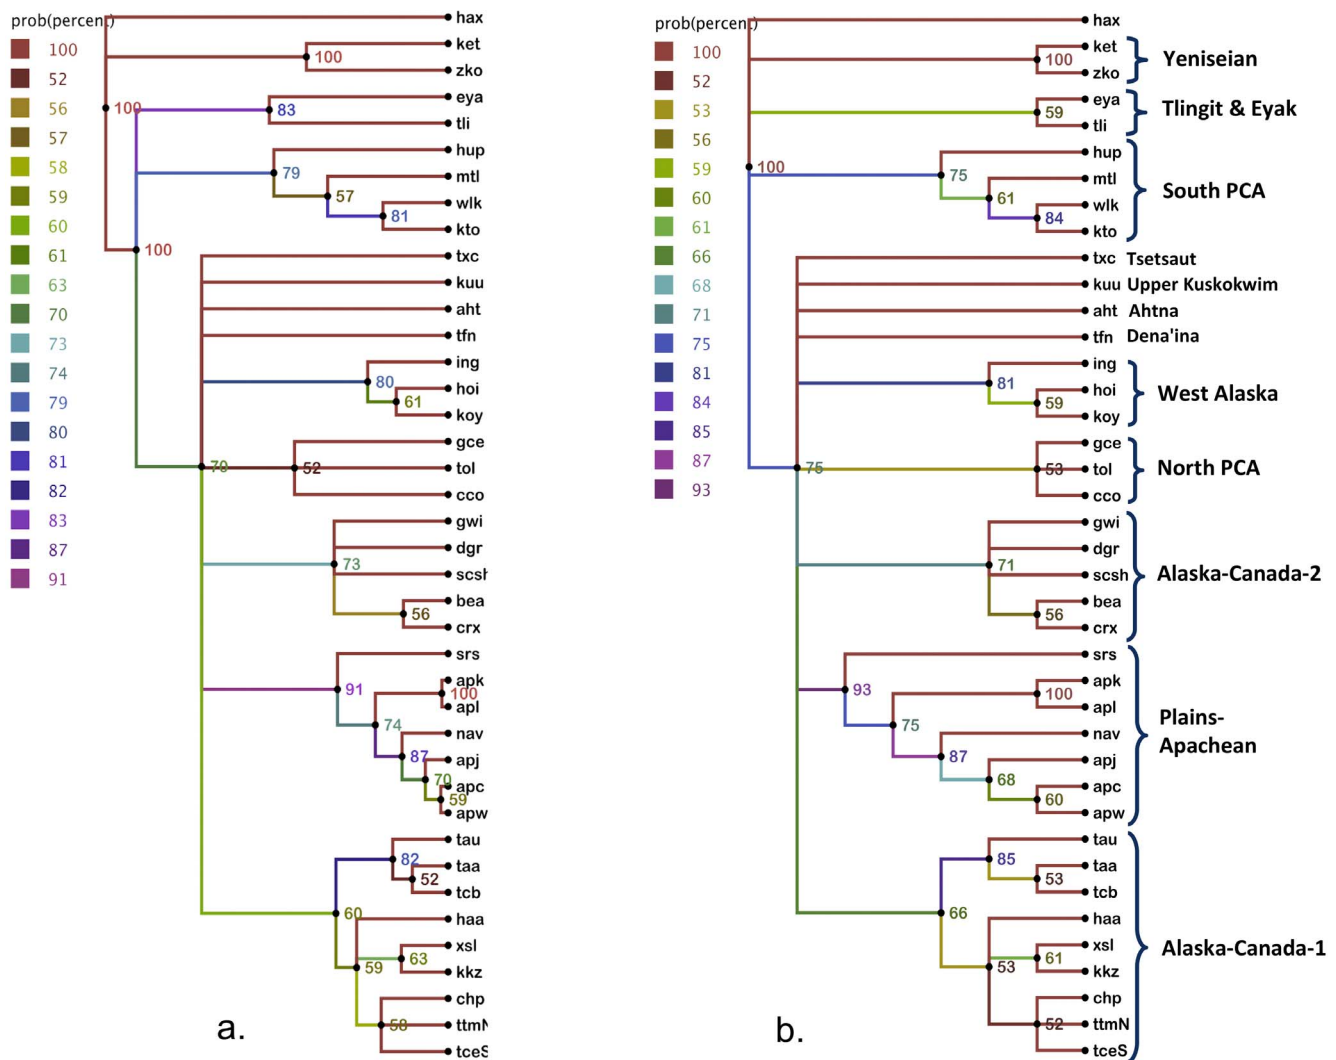 prob(percent)
100
52
56
57
58
59
60
61
63
70
73
74
79
80
81
82
83
87
91
hax
ket
100
zko
100
eya
83
tli
hup
79
mtl
57
wlk
81
kto
100
txc
kuu
aht
tfn
ing
80
hoi
61
koy
gce
70
52
tol
cco
gwi
dgr
73
scsh
bea
56
crx
srs
91
apk
100
apl
74
nav
87
apj
70
apc
59
apw
tau
82
taa
52
tcb
60
haa
xsl
63
59
kkz
chp
58
ttmN
tceS
a.
prob(percent)
100
52
53
56
59
60
61
66
68
71
75
81
84
85
87
93
hax
ket
100
zko
Yeniseian
eya
59
tli
Tlingit & Eyak
100
hup
75
mtl
61
wlk
84
kto
South PCA
txc Tsetsaut
kuu Upper Kuskokwim
aht Ahtna
tfn Dena'ina
ing
81
hoi
59
koy
West Alaska
gce
75
53
tol
cco
North PCA
gwi
dgr
71
scsh
bea
56
crx
Alaska-Canada-2
srs
93
apk
100
apl
75
nav
87
apj
68
apc
60
apw
Plains-
Apachean
tau
85
taa
53
tcb
66
haa
xsl
61
53
kkz
chp
52
ttmN
tceS
Alaska-Canada-1
b.